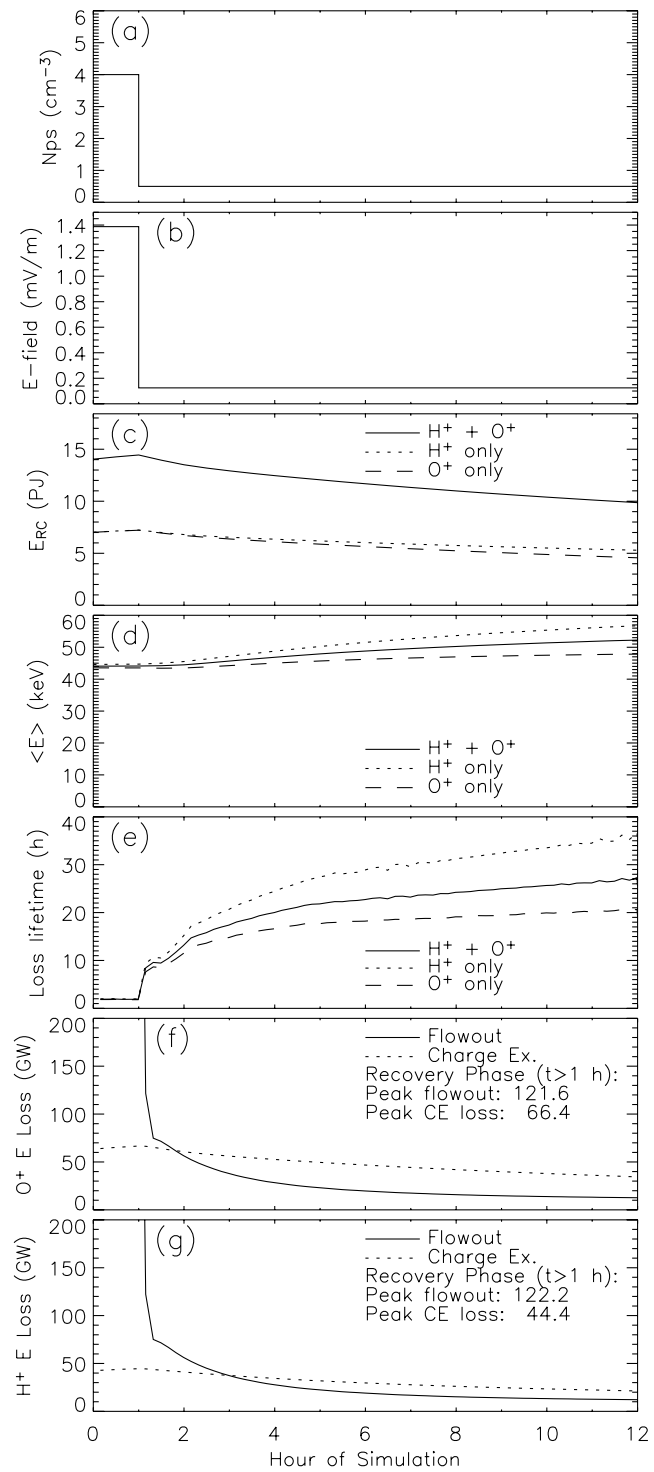 (a)
Nps (cm⁻³)
6
5
4
3
2
1
0
(b)
E-field (mV/m)
1.4
1.2
1.0
0.8
0.6
0.4
0.2
0.0
(c)
E_RC (PJ)
15
10
5
0
H⁺ + O⁺
H⁺ only
O⁺ only
(d)
<E> (keV)
60
50
40
30
20
10
0
H⁺ + O⁺
H⁺ only
O⁺ only
(e)
Loss lifetime (h)
40
30
20
10
0
H⁺ + O⁺
H⁺ only
O⁺ only
(f)
O⁺ E Loss (GW)
200
150
100
50
0
Flowout
Charge Ex.
Recovery Phase (t>1 h):
Peak flowout: 121.6
Peak CE loss: 66.4
(g)
H⁺ E Loss (GW)
200
150
100
50
0
Flowout
Charge Ex.
Recovery Phase (t>1 h):
Peak flowout: 122.2
Peak CE loss: 44.4
0 2 4 6 8 10 12
Hour of Simulation